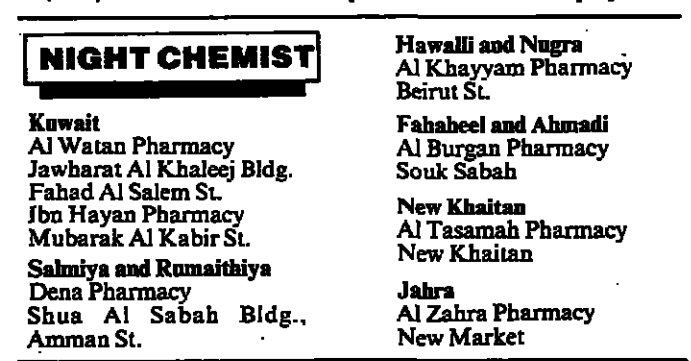 NIGHT CHEMIST
Kuwait
Al Watan Pharmacy
Jawharat Al Khaleej Bldg.
Fahad Al Salem St.
Ibn Hayan Pharmacy
Mubarak Al Kabir St.
Salmiya and Rumaithiya
Dena Pharmacy
Shua Al Sabah Bldg.,
Amman St.
Hawalli and Nugra
Al Khayyam Pharmacy
Beirut St.
Fahaheel and Ahmadi
Al Burgan Pharmacy
Souk Sabah
New Khaitan
Al Tasamah Pharmacy
New Khaitan
Jahra
Al Zahra Pharmacy
New Market